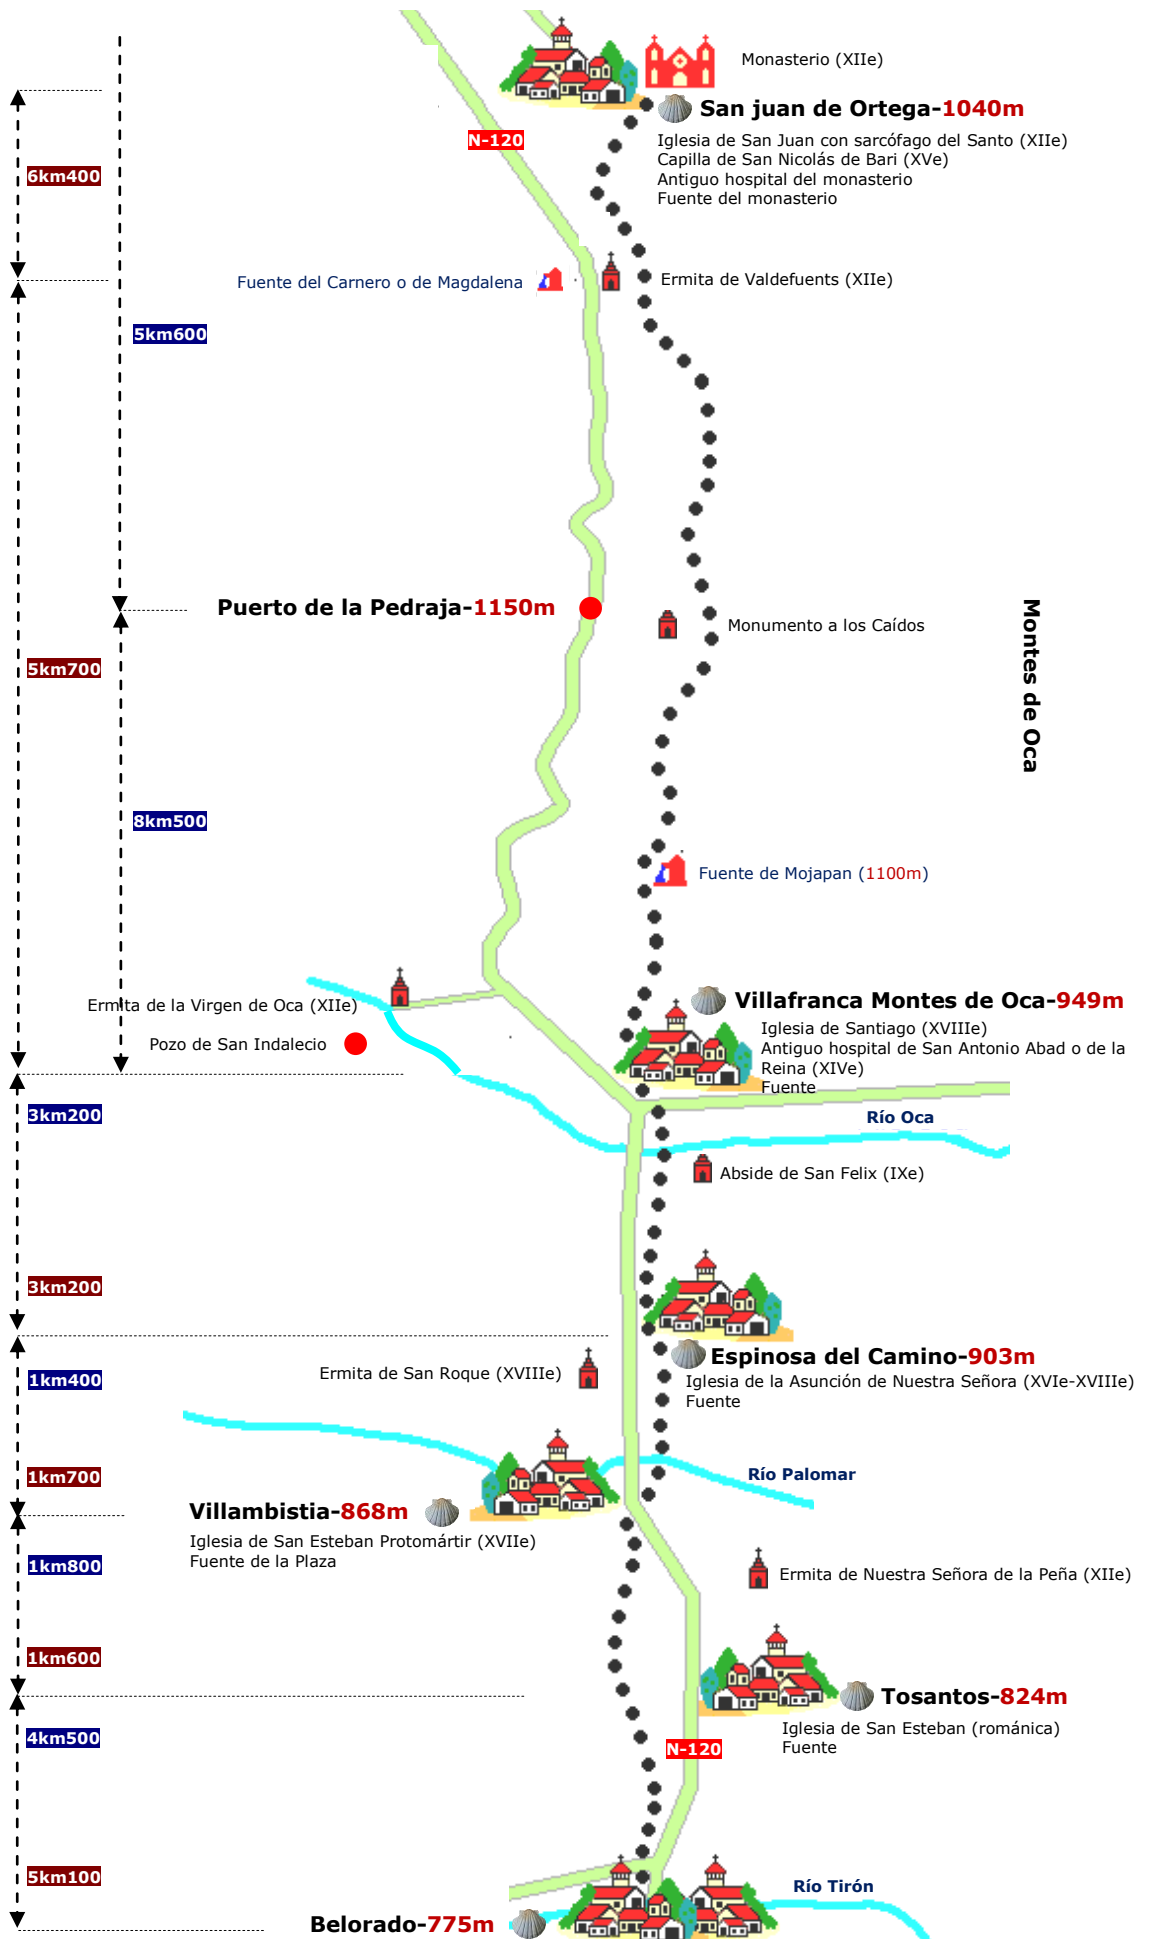 Monasterio (XIIe)
San juan de Ortega-1040m
N-120
Iglesia de San Juan con sarcófago del Santo (XIIe)
Capilla de San Nicolás de Bari (XVe)
6km400
Antiguo hospital del monasterio
Fuente del monasterio
Fuente del Carnero o de Magdalena
Ermita de Valdefuents (XIIe)
5km600
Puerto de la Pedraja-1150m
Monumento a los Caídos
Montes de Oca
5km700
8km500
Fuente de Mojapan (1100m)
Ermita de la Virgen de Oca (XIIe)
Villafranca Montes de Oca-949m
Iglesia de Santiago (XVIIIe)
Pozo de San Indalecio
Antiguo hospital de San Antonio Abad o de la
Reina (XIVe)
Fuente
3km200
Río Oca
Abside de San Felix (IXe)
3km200
Espinosa del Camino-903m
Ermita de San Roque (XVIIIe)
1km400
Iglesia de la Asunción de Nuestra Señora (XVIe-XVIIIe)
Fuente
1km700
Río Palomar
Villambistia-868m
Iglesia de San Esteban Protomártir (XVIIe)
Fuente de la Plaza
1km800
Ermita de Nuestra Señora de la Peña (XIIe)
1km600
Tosantos-824m
Iglesia de San Esteban (románica)
Fuente
4km500
N-120
5km100
Río Tirón
Belorado-775m